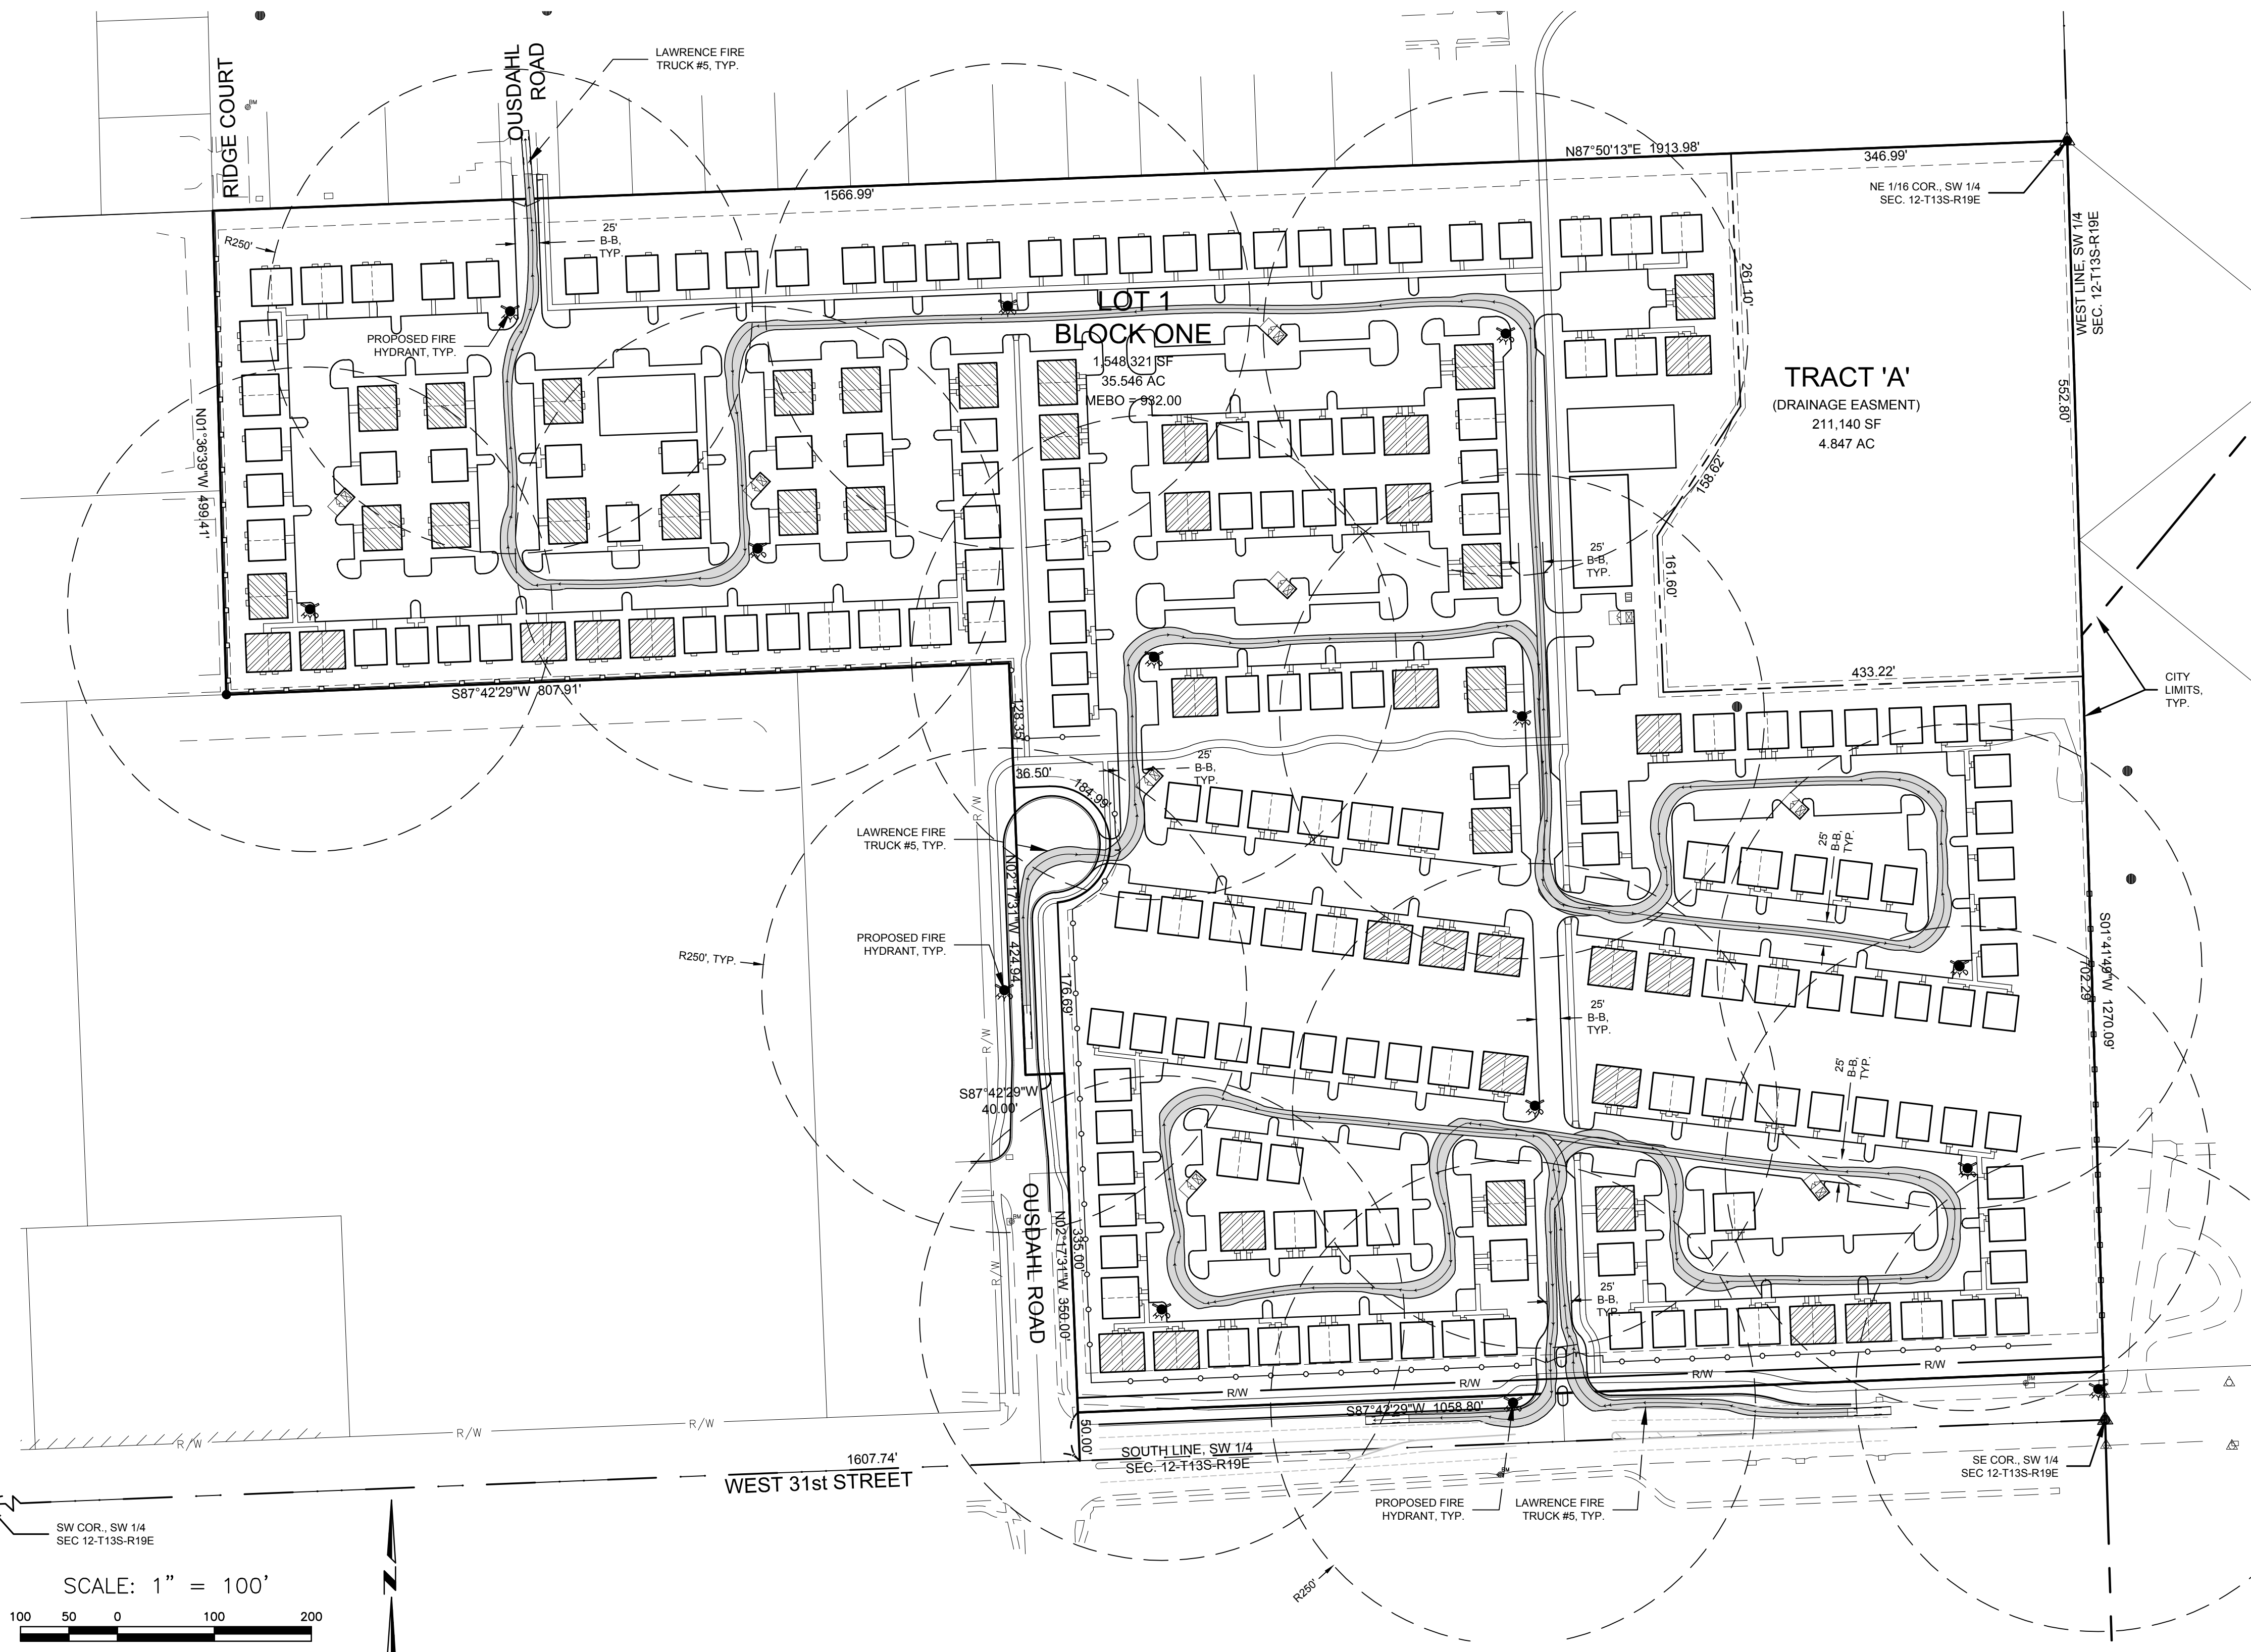 RIDGE COURT
OUSDAHL
ROAD
LAWRENCE FIRE
TRUCK #5, TYP.
BM
N87°50'13"E 1913.98'
346.99'
1566.99'
NE 1/16 COR., SW 1/4
SEC. 12-T13S-R19E
WEST LINE, SW 1/4
SEC. 12-T13S-R19E
R250'
25'
B-B,
TYP.
PROPOSED FIRE
HYDRANT, TYP.
LOT 1
BLOCK ONE
1,548,321 SF
35.546 AC
MEBO = 932.00
261.10'
TRACT 'A'
(DRAINAGE EASMENT)
211,140 SF
4.847 AC
552.80'
158.62'
N01°36'39"W 499.41'
25'
B-B,
TYP.
161.60'
433.22'
CITY
LIMITS,
TYP.
S87°42'29"W 807.91'
128.35'
36.50'
184.99'
25'
B-B,
TYP.
R/W
LAWRENCE FIRE
TRUCK #5, TYP.
25'
B-B,
TYP.
N02°17'31"W 424.94'
PROPOSED FIRE
HYDRANT, TYP.
R250', TYP.
176.69'
S01°41'49"W 1270.09'
702.29'
25'
B-B,
TYP.
R/W
25'
B-B,
TYP.
S87°42'29"W
40.00'
R/W
BM
OUSDAHL ROAD
N02°17'31"W 350.00'
335.00'
25'
B-B,
TYP.
R/W
R/W
R/W
R/W
S87°42'29"W 1058.80'
50.00'
R/W
R/W
R/W
1607.74'
WEST 31st STREET
SOUTH LINE, SW 1/4
SEC. 12-T13S-R19E
BM
SE COR., SW 1/4
SEC 12-T13S-R19E
PROPOSED FIRE
HYDRANT, TYP.
LAWRENCE FIRE
TRUCK #5, TYP.
R250'
SW COR., SW 1/4
SEC 12-T13S-R19E
N
SCALE: 1" = 100'
100 50 0 100 200